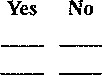 Yes No